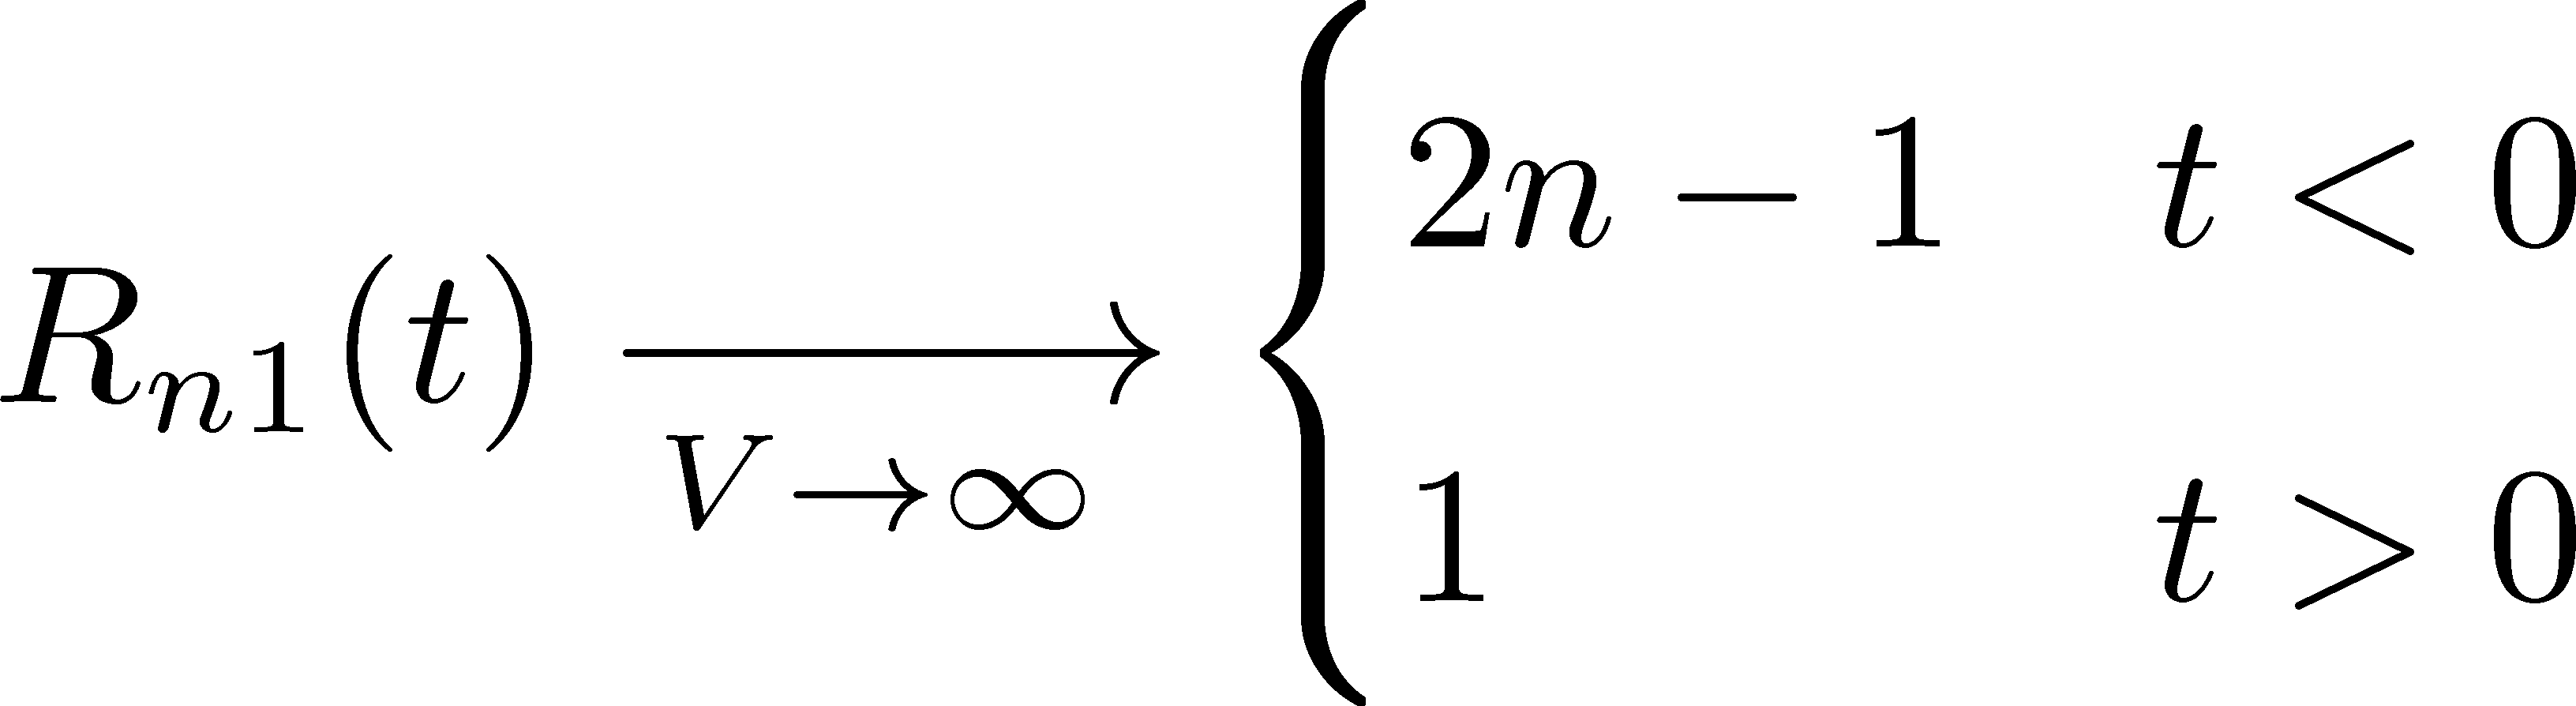 R_{n1}(t) \xrightarrow[V \to \infty]{} \begin{cases} 2n-1 & t < 0 \\ 1 & t > 0 \end{cases}